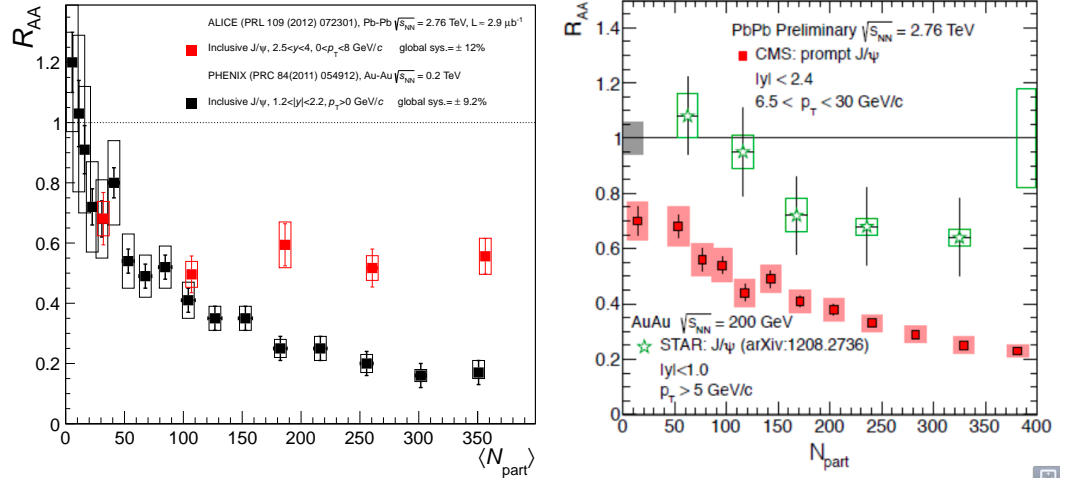 R_AA
ALICE (PRL 109 (2012) 072301), Pb-Pb √s_NN = 2.76 TeV, L ≈ 2.9 μb⁻¹
Inclusive J/ψ, 2.5<y<4, 0<p_T<8 GeV/c global sys.= ± 12%
PHENIX (PRC 84(2011) 054912), Au-Au √s_NN = 0.2 TeV
Inclusive J/ψ, 1.2<|y|<2.2, p_T>0 GeV/c global sys.= ± 9.2%
1.2
1
0.8
0.6
0.4
0.2
0
0 50 100 150 200 250 300 350
⟨N_part⟩
R_AA
PbPb Preliminary √s_NN = 2.76 TeV
CMS: prompt J/ψ
|y| < 2.4
6.5 < p_T < 30 GeV/c
1.4
1.2
1
0.8
0.6
0.4
0.2
0
AuAu √s_NN = 200 GeV
STAR: J/ψ (arXiv:1208.2736)
|y|<1.0
p_T > 5 GeV/c
0 50 100 150 200 250 300 350 400
N_part